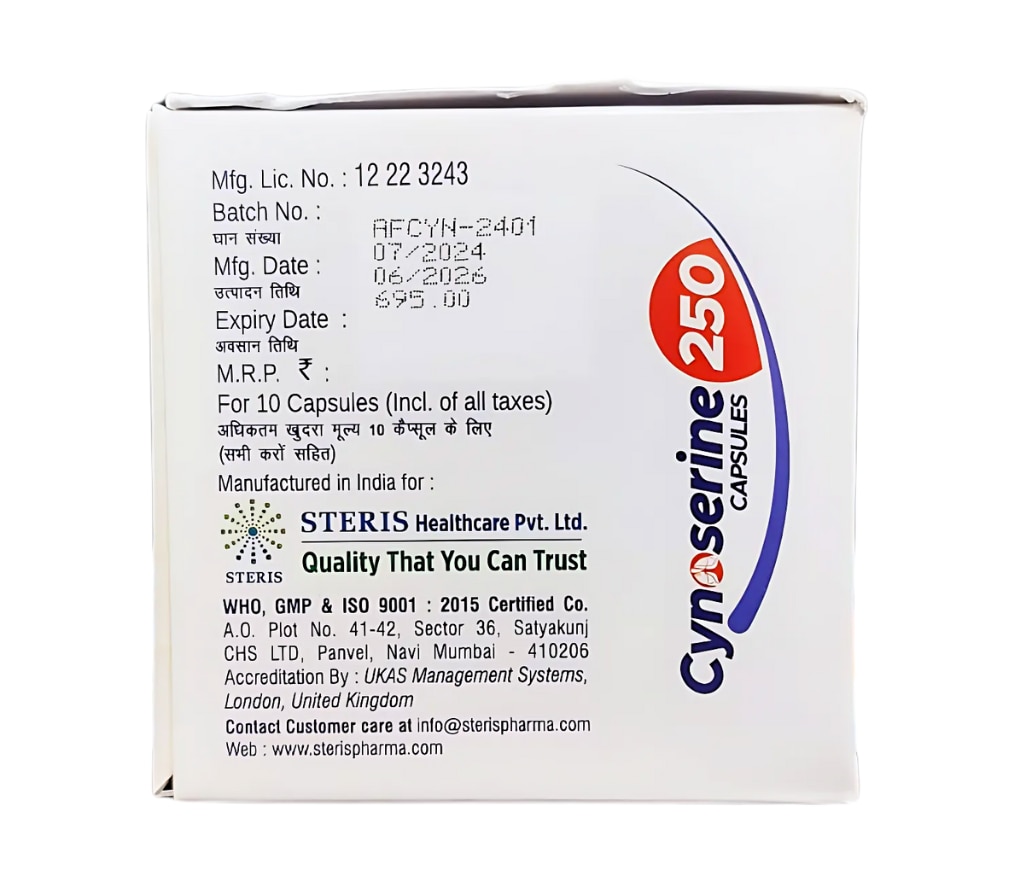 Mfg. Lic. No. : 12 22 3243
Batch No. :
घान संख्या
Mfg. Date :
उत्पादन तिथि
Expiry Date :
अवसान तिथि
M.R.P. ₹ :
AFCYN-2401
07/2024
06/2026
695.00
For 10 Capsules (Incl. of all taxes)
अधिकतम खुदरा मूल्य 10 कैप्सूल के लिए
(सभी करों सहित)
Manufactured in India for :
STERIS Healthcare Pvt. Ltd.
Quality That You Can Trust
STERIS
WHO, GMP & ISO 9001 : 2015 Certified Co.
A.O. Plot No. 41-42, Sector 36, Satyakunj
CHS LTD, Panvel, Navi Mumbai - 410206
Accreditation By : UKAS Management Systems,
London, United Kingdom
Contact Customer care at info@sterispharma.com
Web : www.sterispharma.com
Cynoserine 250
CAPSULES